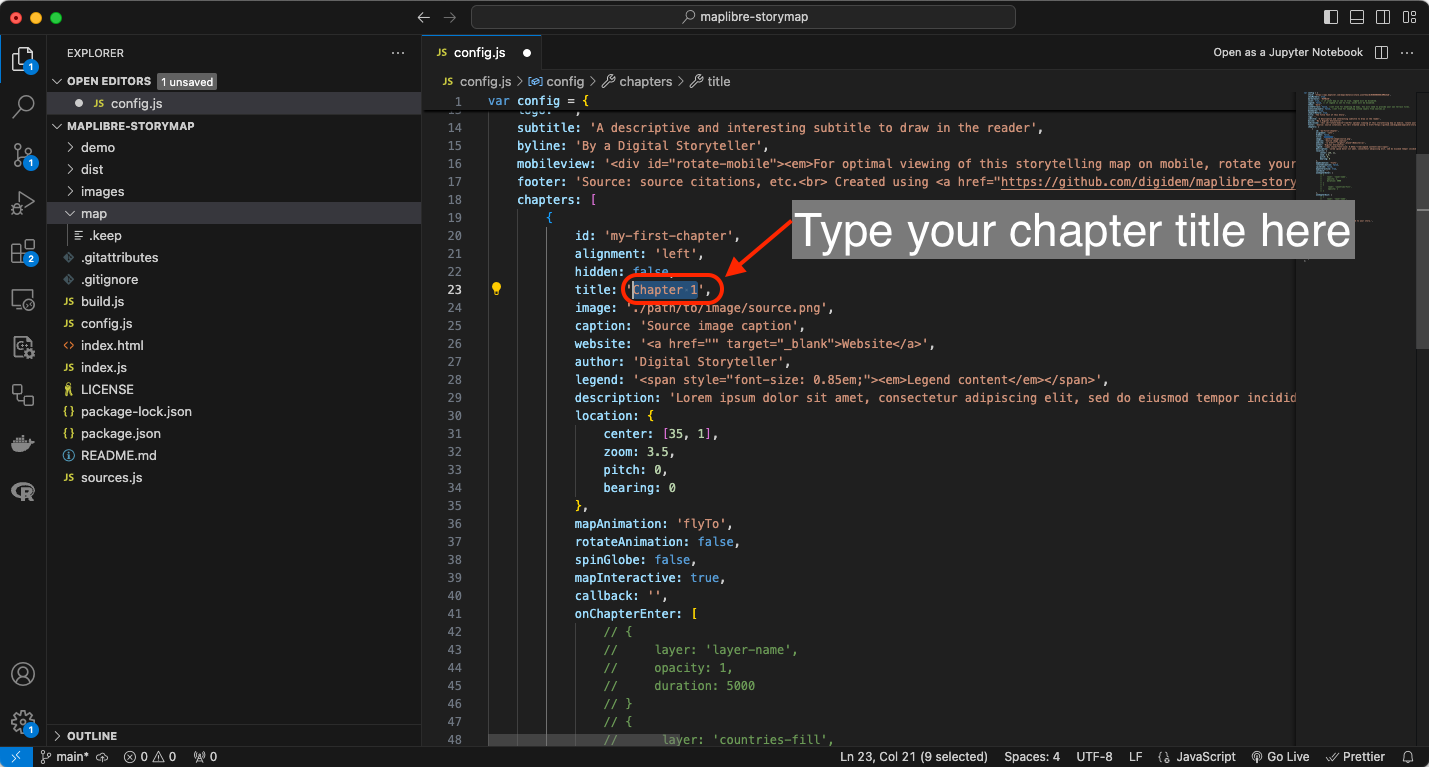 maplibre-storymap
EXPLORER
OPEN EDITORS 1 unsaved
JS config.js
MAPLIBRE-STORYMAP
demo
dist
images
map
.keep
.gitattributes
.gitignore
JS build.js
JS config.js
<> index.html
JS index.js
LICENSE
{} package-lock.json
{} package.json
README.md
JS sources.js
OUTLINE
1
1
2
1
JS config.js
Open as a Jupyter Notebook
JS config.js > config > chapters > title
1 var config = {
14 subtitle: 'A descriptive and interesting subtitle to draw in the reader',
15 byline: 'By a Digital Storyteller',
16 mobileview: '<div id="rotate-mobile"><em>For optimal viewing of this storytelling map on mobile, rotate your
17 footer: 'Source: source citations, etc.<br> Created using <a href="https://github.com/digidem/maplibre-story
18 chapters: [
19 {
20 id: 'my-first-chapter',
21 alignment: 'left',
22 hidden: false,
23 title: 'Chapter 1',
24 image: './path/to/image/source.png',
25 caption: 'Source image caption',
26 website: '<a href="" target="_blank">Website</a>',
27 author: 'Digital Storyteller',
28 legend: '<span style="font-size: 0.85em;"><em>Legend content</em></span>',
29 description: 'Lorem ipsum dolor sit amet, consectetur adipiscing elit, sed do eiusmod tempor incidid
30 location: {
31 center: [35, 1],
32 zoom: 3.5,
33 pitch: 0,
34 bearing: 0
35 },
36 mapAnimation: 'flyTo',
37 rotateAnimation: false,
38 spinGlobe: false,
39 mapInteractive: true,
40 callback: '',
41 onChapterEnter: [
42 // {
43 // layer: 'layer-name',
44 // opacity: 1,
45 // duration: 5000
46 // }
47 // {
48 // layer: 'countries-fill',
Type your chapter title here
main* 0 0 0
Ln 23, Col 21 (9 selected) Spaces: 4 UTF-8 LF {} JavaScript Go Live Prettier